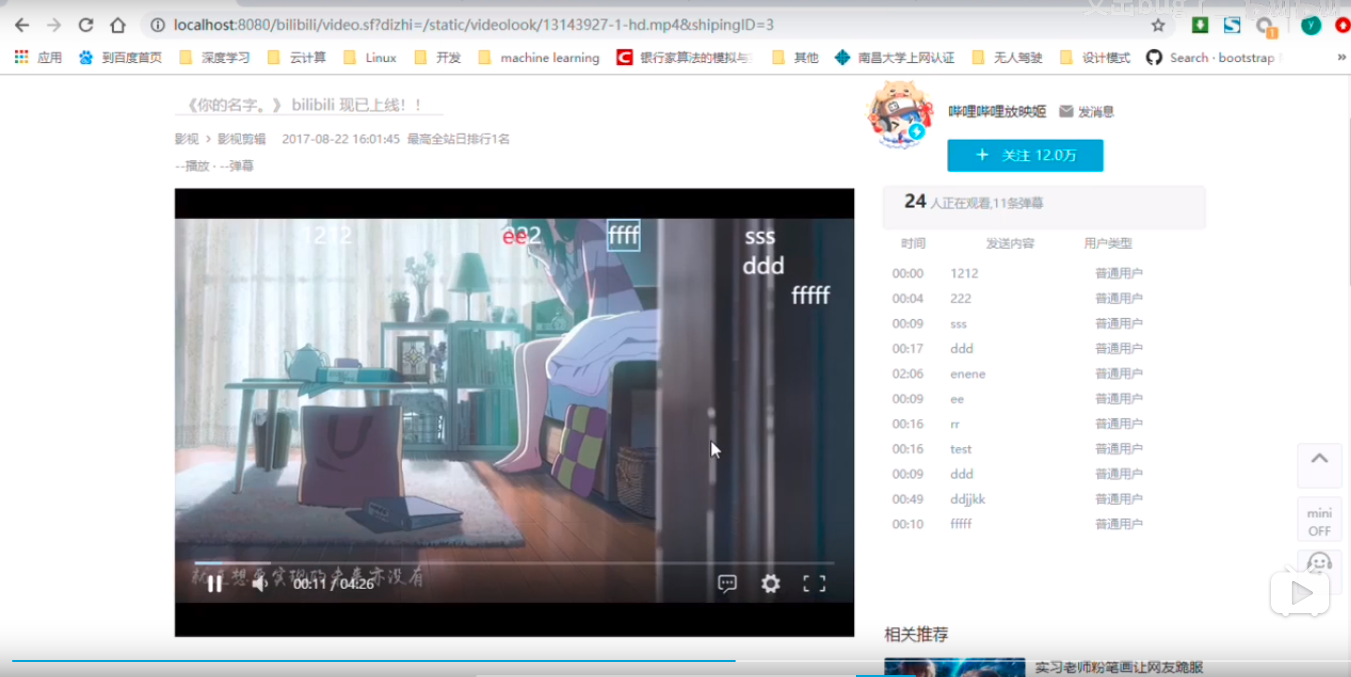 localhost:8080/bilibili/video.sf?dizhi=/static/videolook/13143927-1-hd.mp4&shipingID=3
应用 到百度首页 深度学习 云计算 Linux 开发 machine learning 银行家算法的模拟与 其他 南昌大学上网认证 无人驾驶 设计模式 Search · bootstrap »
《你的名字。》 bilibili 现已上线！！
影视 › 影视剪辑 2017-08-22 16:01:45 最高全站日排行1名
--播放 · --弹幕
哔哩哔哩放映姬 发消息
+ 关注 12.0万
1212 ee 222 ffff sss
ddd
fffff
00:11 / 04:26
24 人正在观看,11条弹幕
时间 发送内容 用户类型
00:00 1212 普通用户
00:04 222 普通用户
00:09 sss 普通用户
00:17 ddd 普通用户
02:06 enene 普通用户
00:09 ee 普通用户
00:16 rr 普通用户
00:16 test 普通用户
00:09 ddd 普通用户
00:49 ddjjkk 普通用户
00:10 fffff 普通用户
mini
OFF
相关推荐
实习老师粉笔画让网友跪服